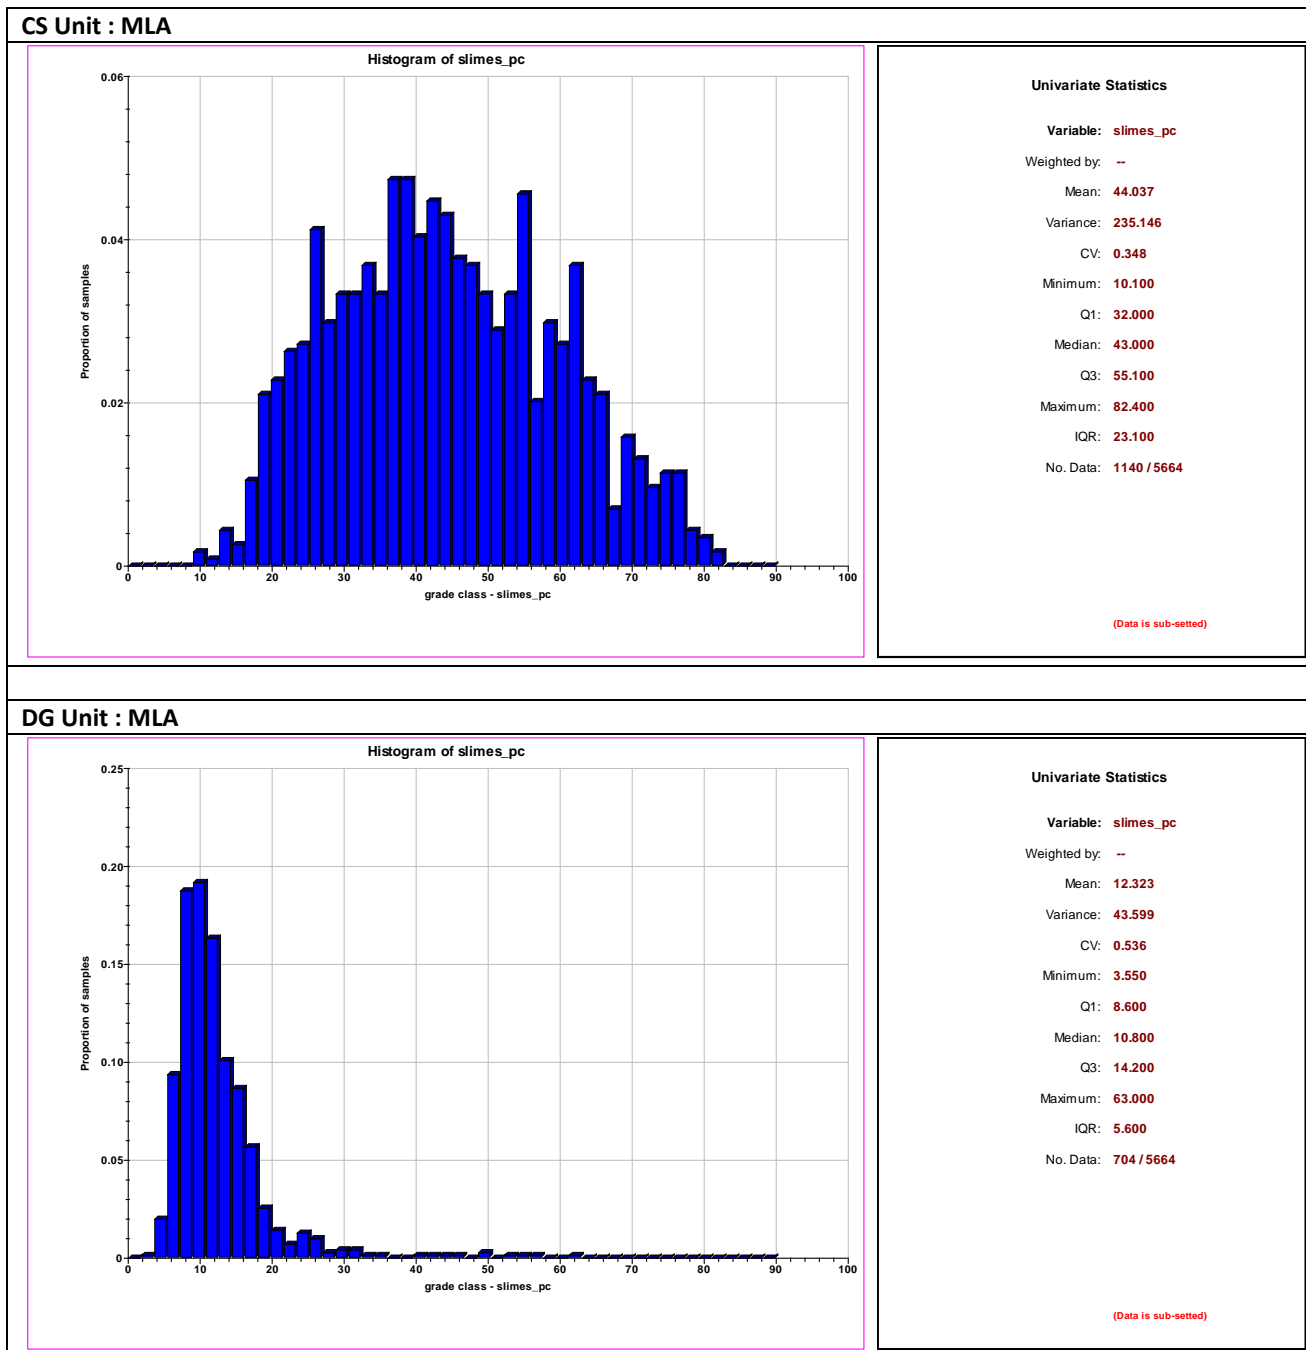 CS Unit : MLA
Histogram of slimes_pc
0.06
0.04
0.02
0
Proportion of samples
0 10 20 30 40 50 60 70 80 90 100
grade class - slimes_pc
Univariate Statistics
Variable: slimes_pc
Weighted by: --
Mean: 44.037
Variance: 235.146
CV: 0.348
Minimum: 10.100
Q1: 32.000
Median: 43.000
Q3: 55.100
Maximum: 82.400
IQR: 23.100
No. Data: 1140 / 5664
(Data is sub-setted)
DG Unit : MLA
Histogram of slimes_pc
0.25
0.20
0.15
0.10
0.05
0
Proportion of samples
0 10 20 30 40 50 60 70 80 90 100
grade class - slimes_pc
Univariate Statistics
Variable: slimes_pc
Weighted by: --
Mean: 12.323
Variance: 43.599
CV: 0.536
Minimum: 3.550
Q1: 8.600
Median: 10.800
Q3: 14.200
Maximum: 63.000
IQR: 5.600
No. Data: 704 / 5664
(Data is sub-setted)